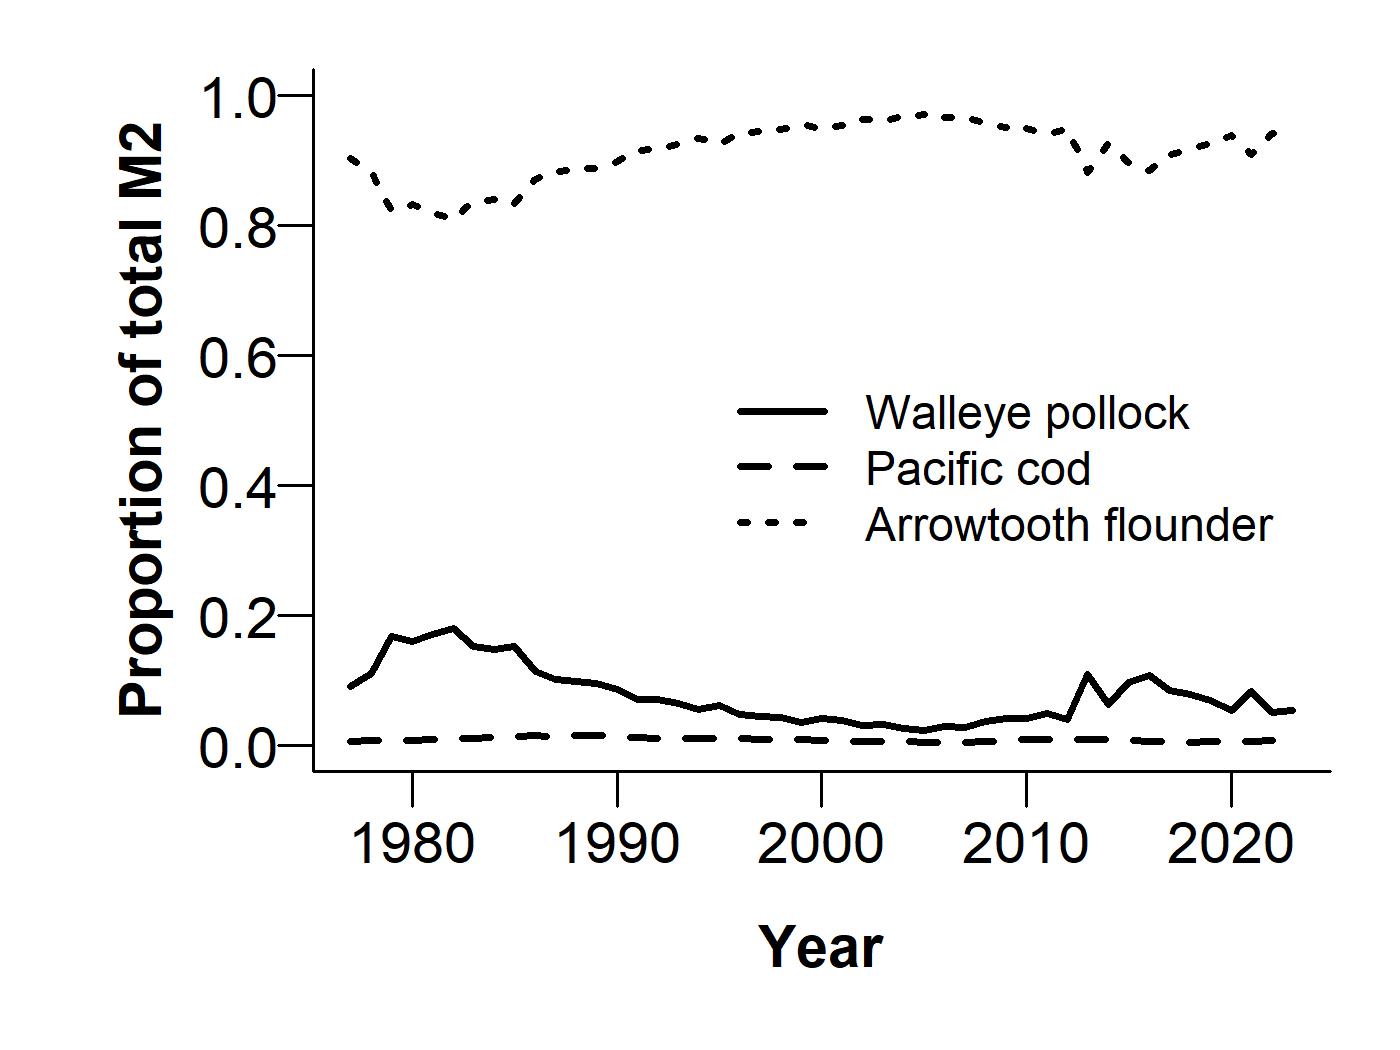 Proportion of total M2
1.0
0.8
0.6
0.4
0.2
0.0
Walleye pollock
Pacific cod
Arrowtooth flounder
1980 1990 2000 2010 2020
Year